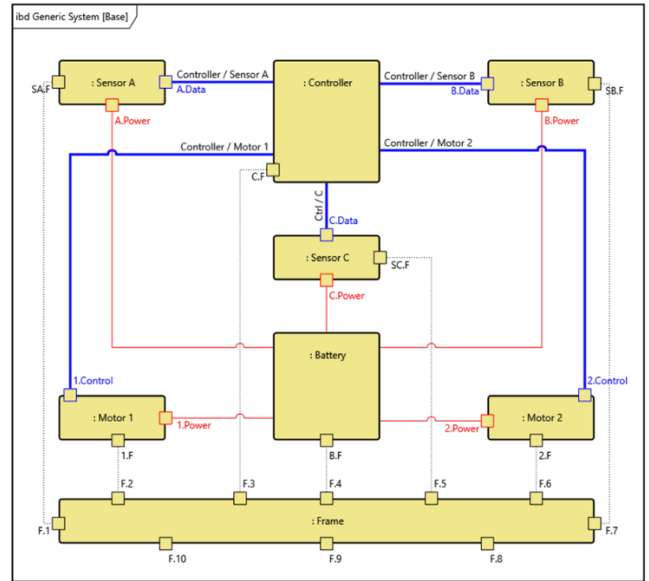 ibd Generic System [Base]
: Sensor A
Controller / Sensor A
: Controller
Controller / Sensor B
: Sensor B
SA.F
A.Data
B.Data
SB.F
A.Power
B.Power
Controller / Motor 1
Controller / Motor 2
C.F
Ctrl / C
C.Data
: Sensor C
SC.F
C.Power
: Battery
1.Control
2.Control
: Motor 1
1.Power
2.Power
: Motor 2
1.F
B.F
2.F
F.2
F.3
F.4
F.5
F.6
F.1
: Frame
F.7
F.10
F.9
F.8